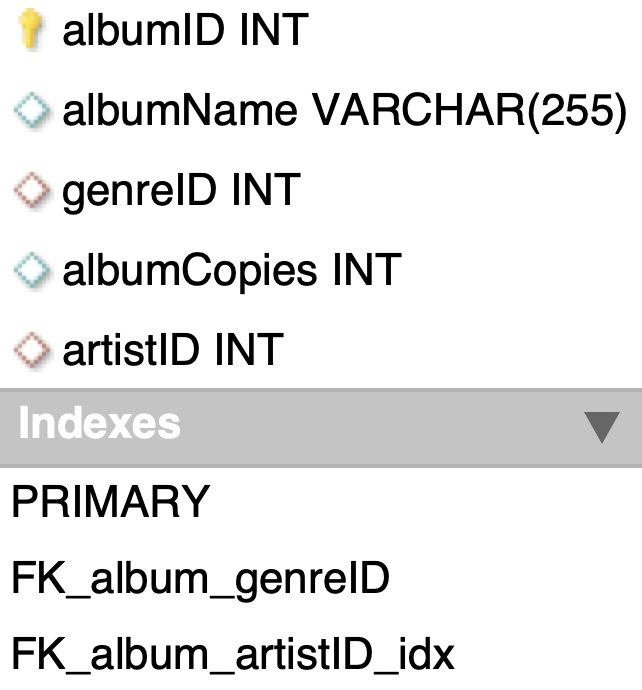 albumID INT
albumName VARCHAR(255)
genreID INT
albumCopies INT
artistID INT
Indexes
PRIMARY
FK_album_genreID
FK_album_artistID_idx